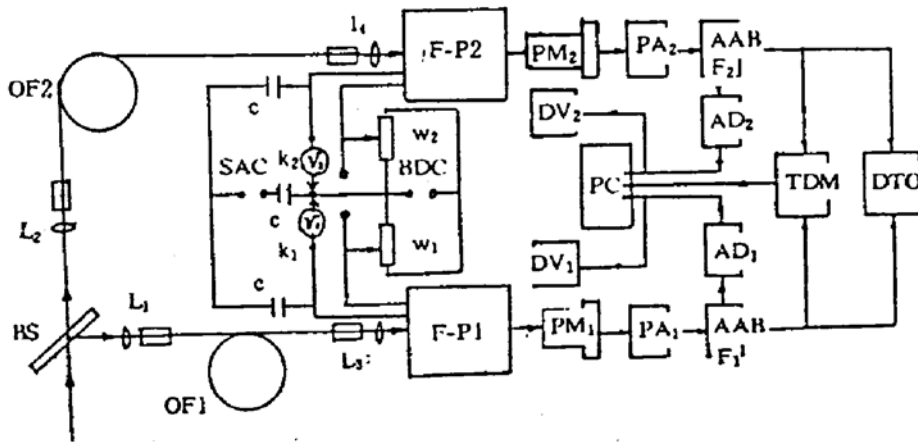 OF2
L₂
BS
L₁
OF1
L₃
l₄
F-P2
F-P1
c
SAC
c
c
k₂
V₂
V₁
k₁
BDC
w₂
w₁
PM₂
PA₂
AAB
F₂
DV₂
AD₂
PC
TDM
DTO
DV₁
AD₁
PM₁
PA₁
AAB
F₁